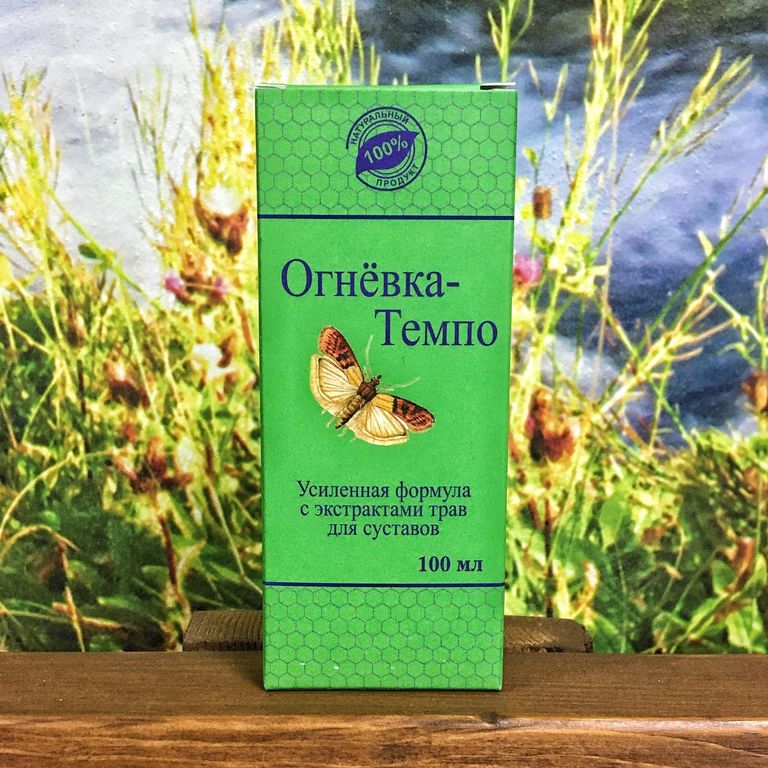 НАТУРАЛЬНЫЙ
100%
ПРОДУКТ
Огнёвка-
Темпо
Усиленная формула
с экстрактами трав
для суставов
100 мл